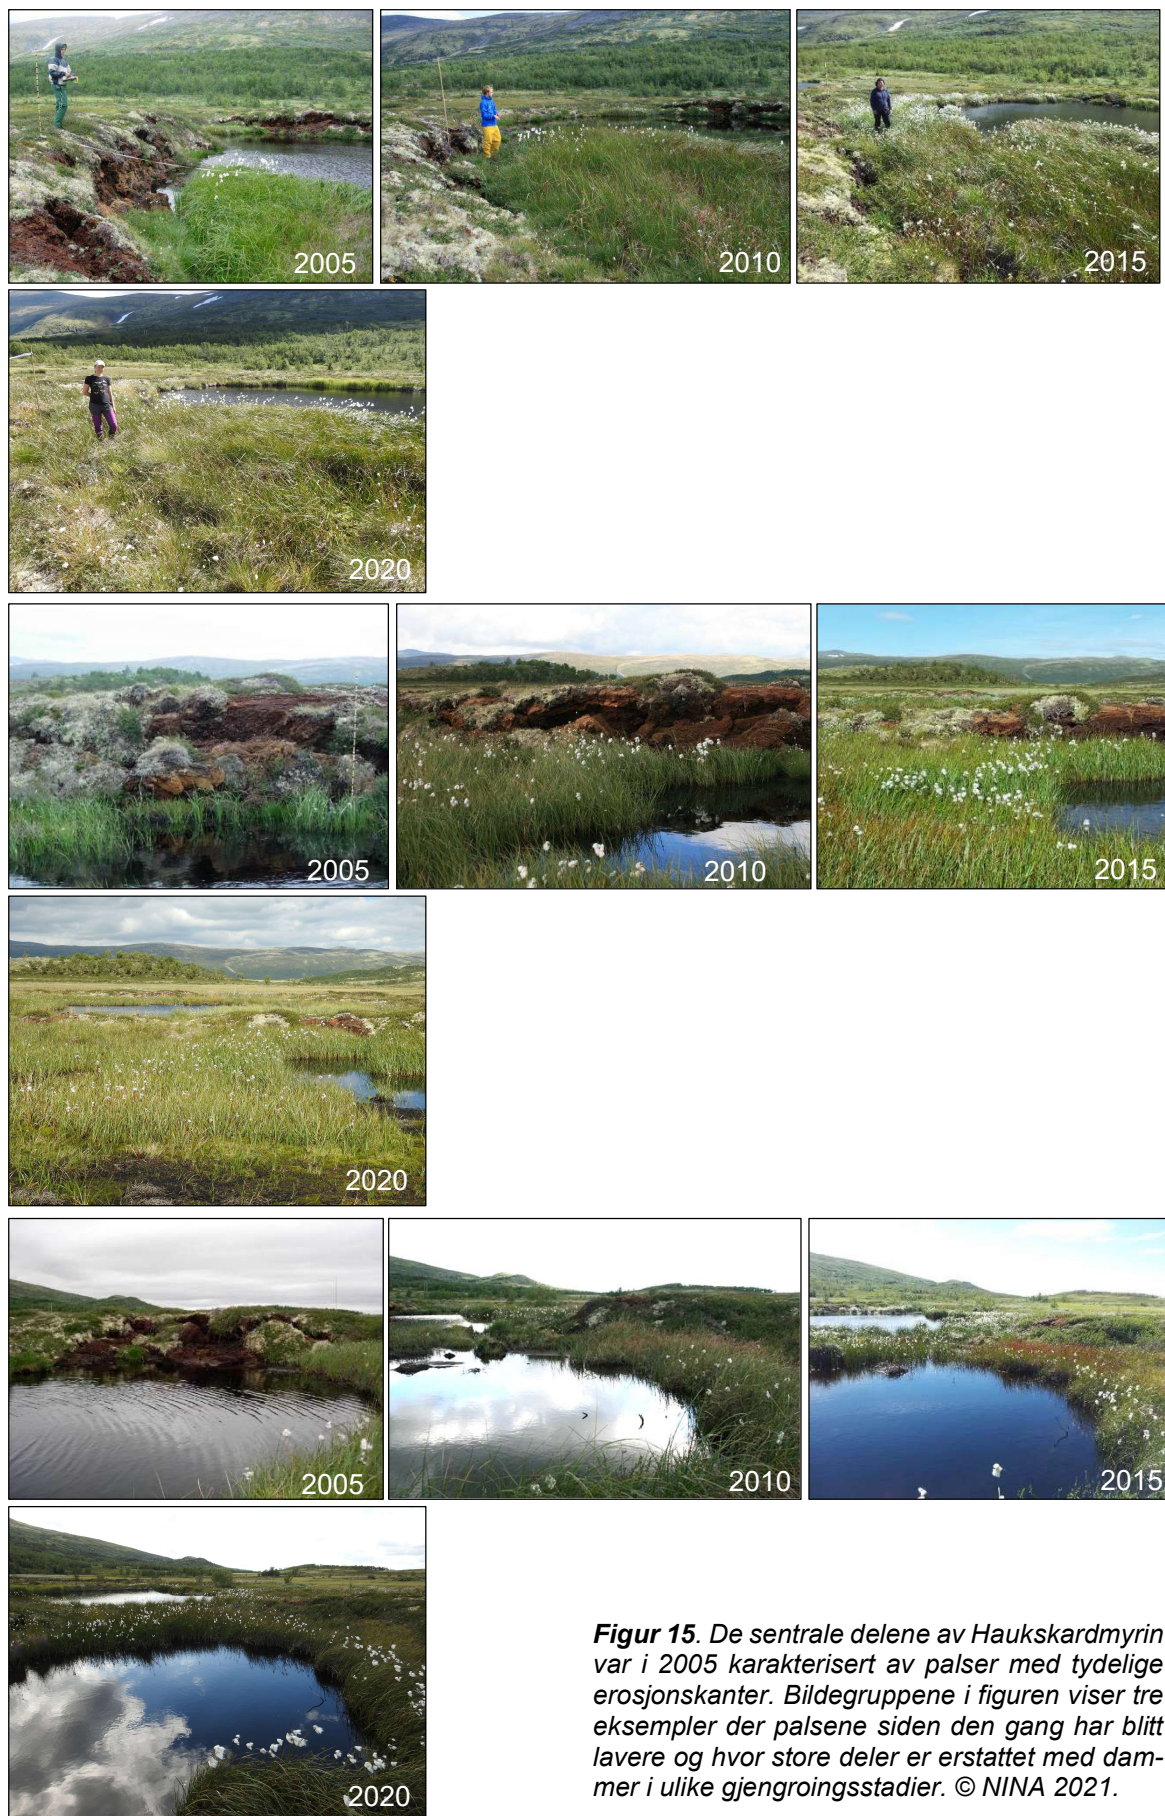 2005
2010
2015
2020
2005
2010
2015
2020
2005
2010
2015
2020
Figur 15. De sentrale delene av Haukskardmyrin
var i 2005 karakterisert av palser med tydelige
erosjonskanter. Bildegruppene i figuren viser tre
eksempler der palsene siden den gang har blitt
lavere og hvor store deler er erstattet med dam-
mer i ulike gjengroingsstadier. © NINA 2021.